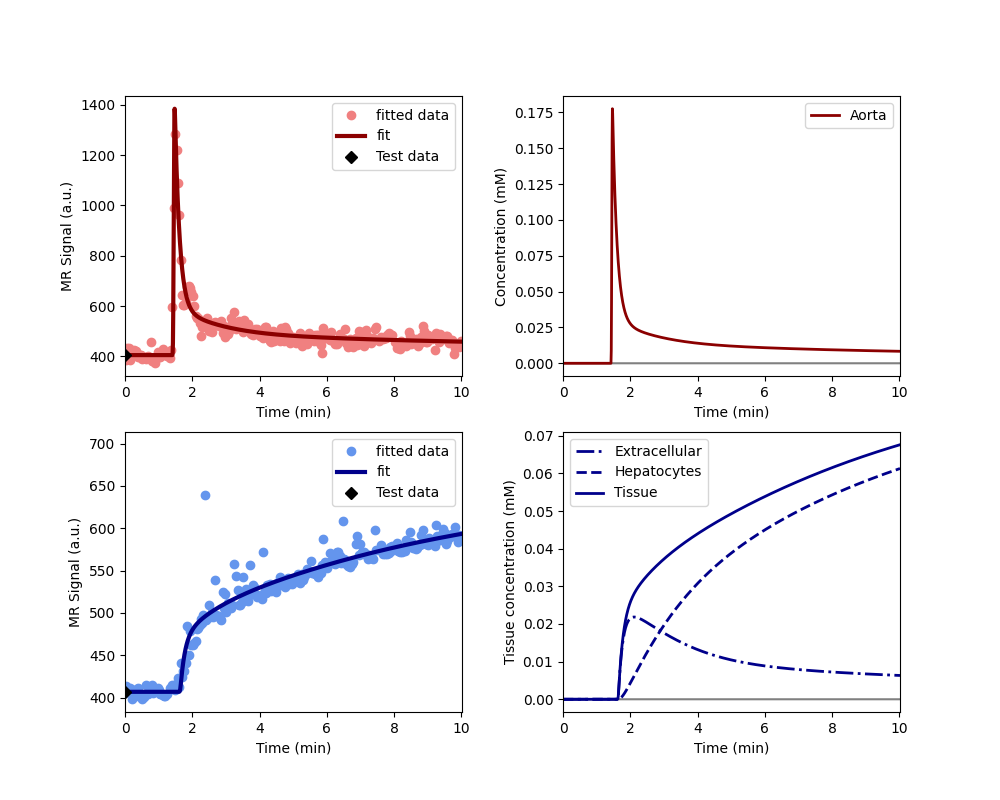 MR Signal (a.u.)
1400
1200
1000
800
600
400
0 2 4 6 8 10
Time (min)
fitted data
fit
Test data
Concentration (mM)
0.175
0.150
0.125
0.100
0.075
0.050
0.025
0.000
0 2 4 6 8 10
Time (min)
Aorta
MR Signal (a.u.)
700
650
600
550
500
450
400
0 2 4 6 8 10
Time (min)
fitted data
fit
Test data
Tissue concentration (mM)
0.07
0.06
0.05
0.04
0.03
0.02
0.01
0.00
0 2 4 6 8 10
Time (min)
Extracellular
Hepatocytes
Tissue